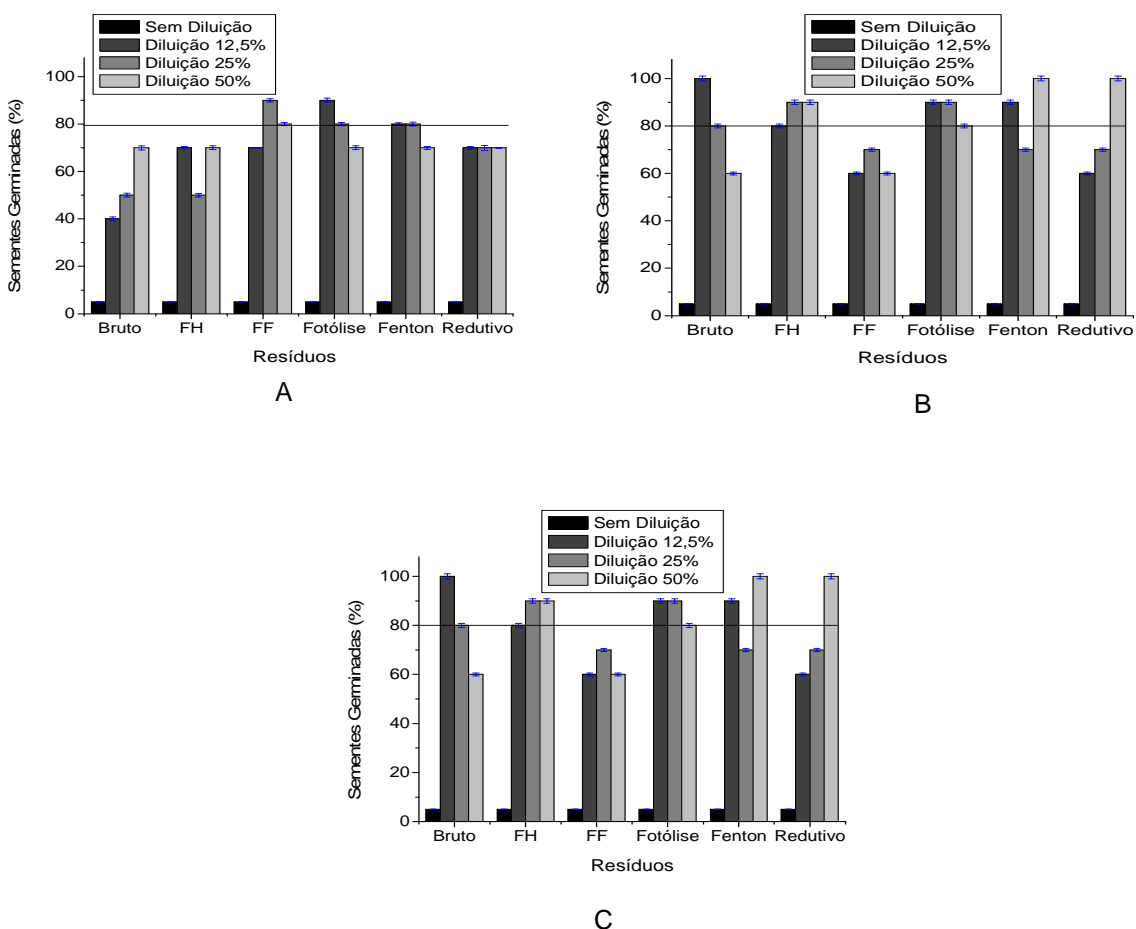 Sem Diluição
Diluição 12,5%
Diluição 25%
Diluição 50%
100
80
60
40
20
0
Sementes Germinadas (%)
Bruto FH FF Fotólise Fenton Redutivo
Resíduos
A
Sem Diluição
Diluição 12,5%
Diluição 25%
Diluição 50%
100
80
60
40
20
0
Sementes Germinadas (%)
Bruto FH FF Fotólise Fenton Redutivo
Resíduos
B
Sem Diluição
Diluição 12,5%
Diluição 25%
Diluição 50%
100
80
60
40
20
0
Sementes Germinadas (%)
Bruto FH FF Fotólise Fenton Redutivo
Resíduos
C